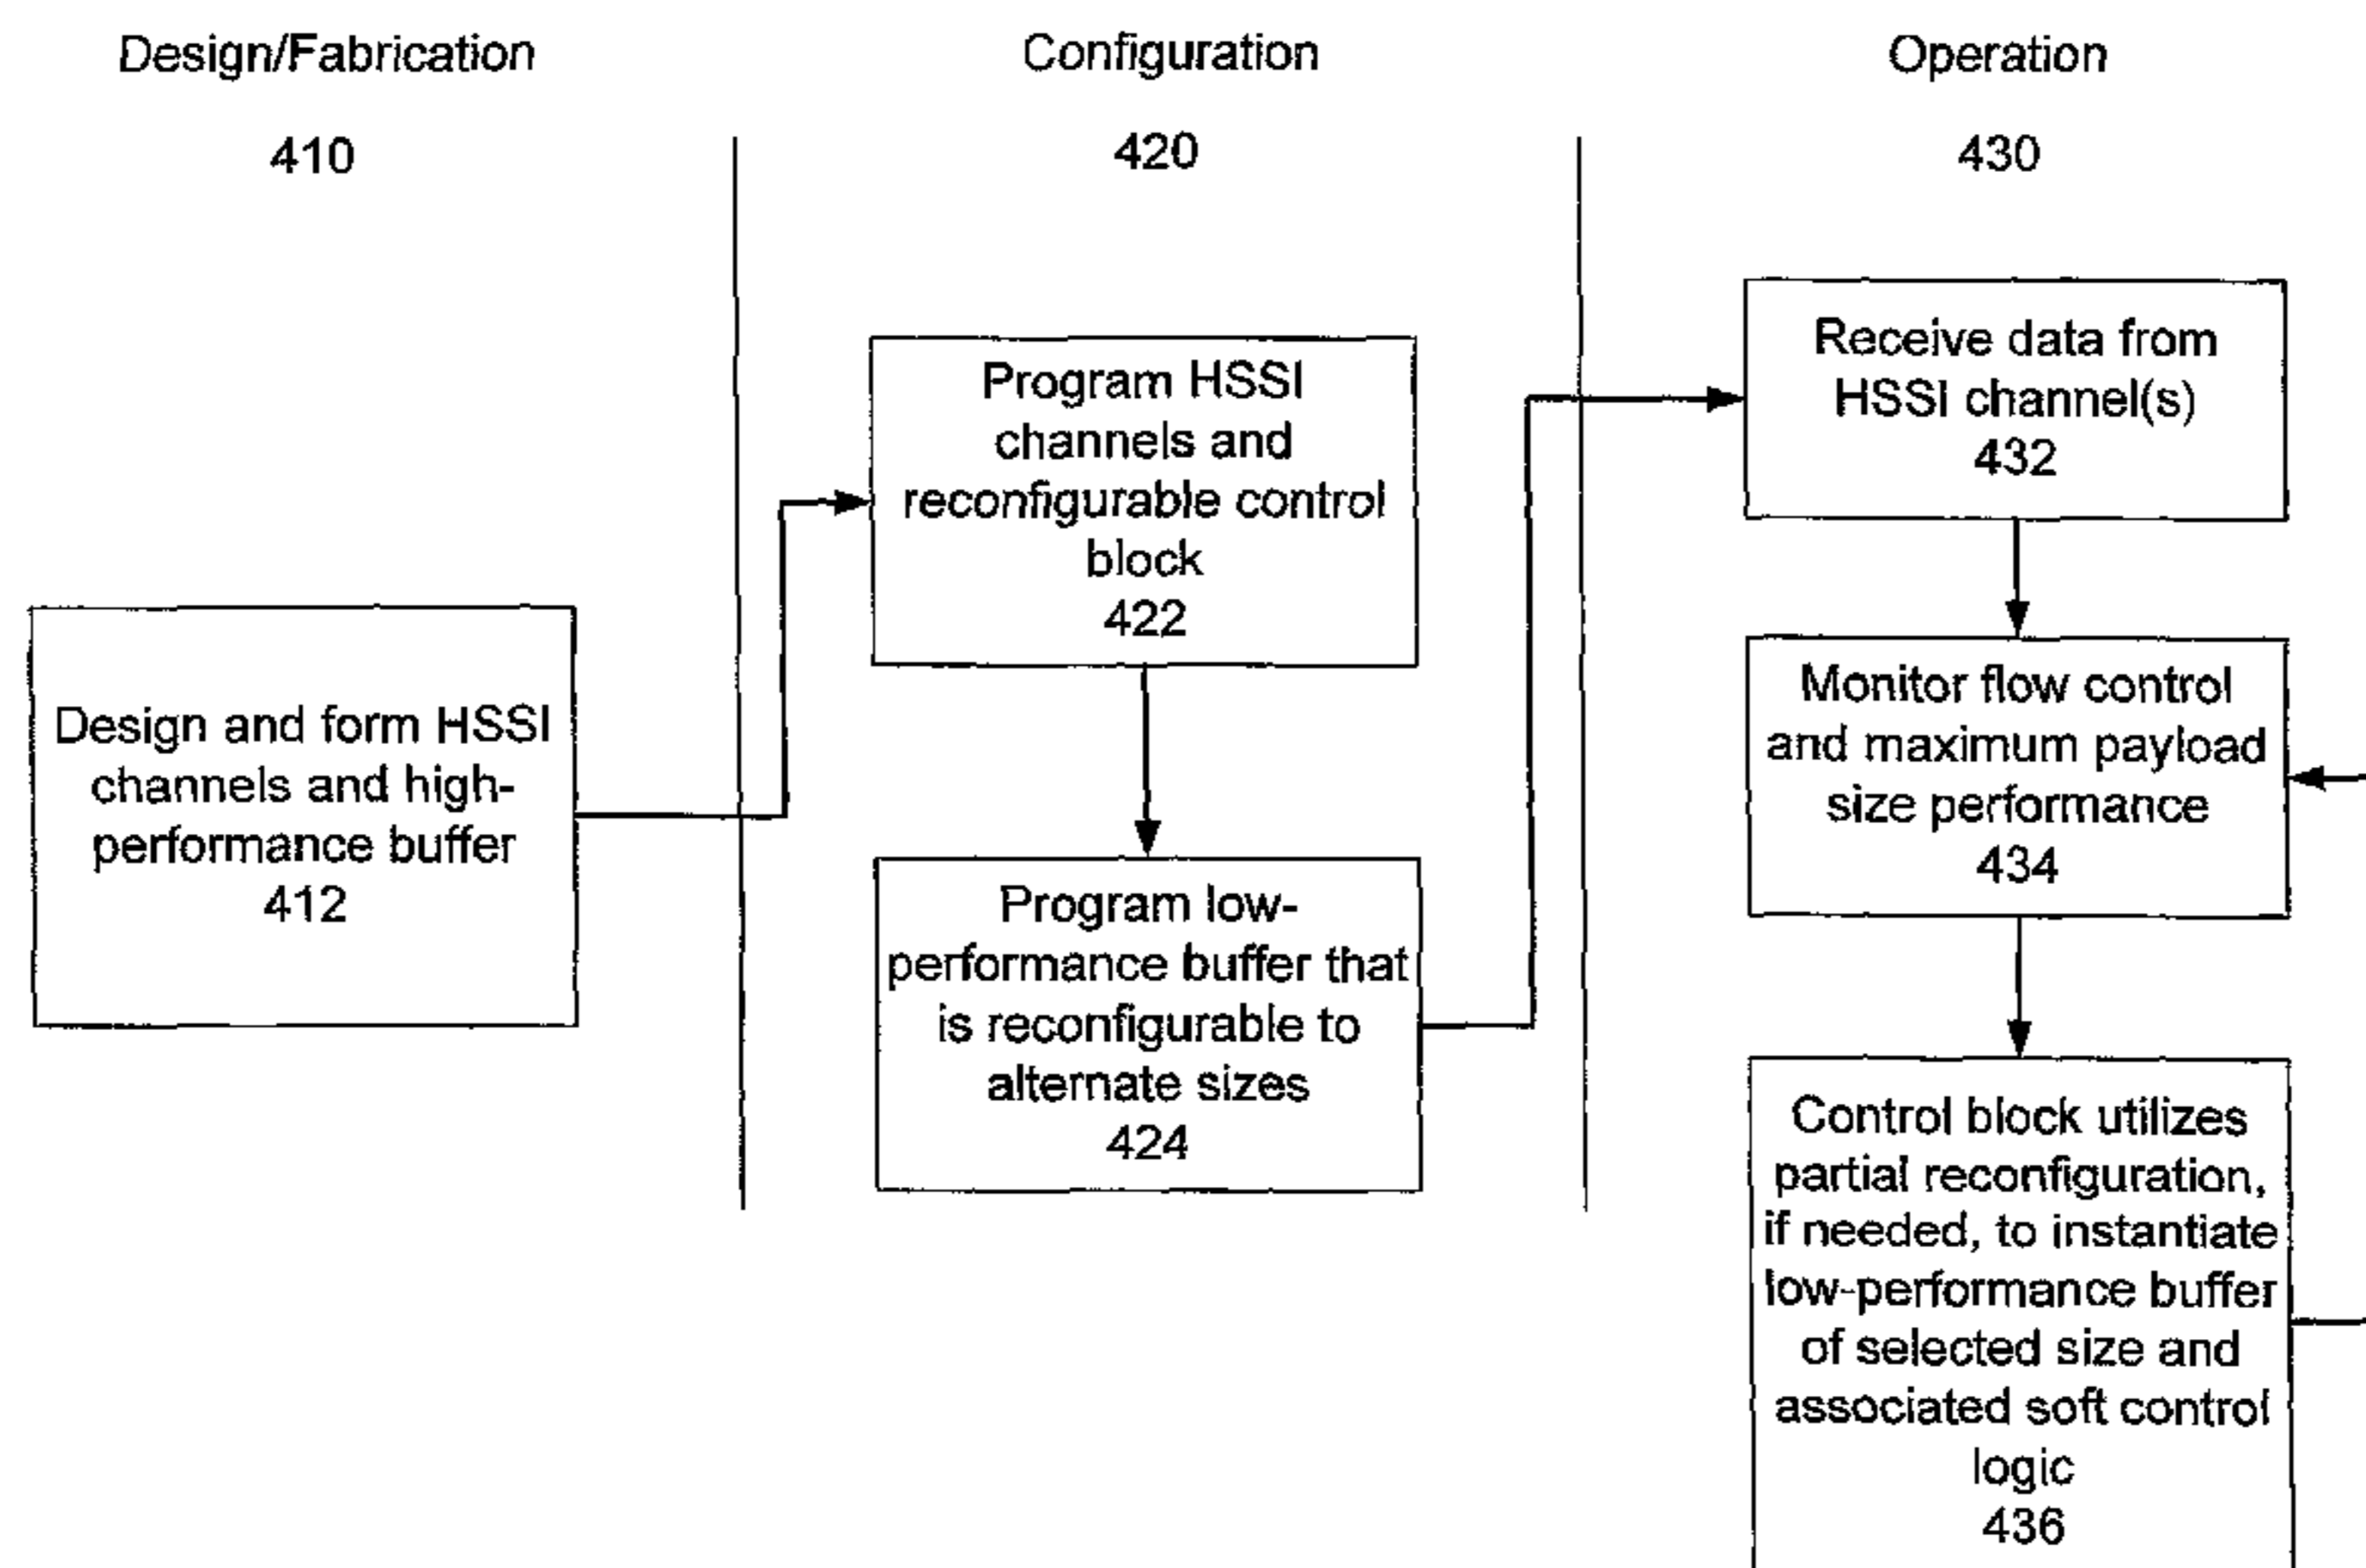 Design/Fabrication
410
Configuration
420
Operation
430
Design and form HSSI
channels and high-
performance buffer
412
Program HSSI
channels and
reconfigurable control
block
422
Program low-
performance buffer that
is reconfigurable to
alternate sizes
424
Receive data from
HSSI channel(s)
432
Monitor flow control
and maximum payload
size performance
434
Control block utilizes
partial reconfiguration,
if needed, to instantiate
low-performance buffer
of selected size and
associated soft control
logic
436